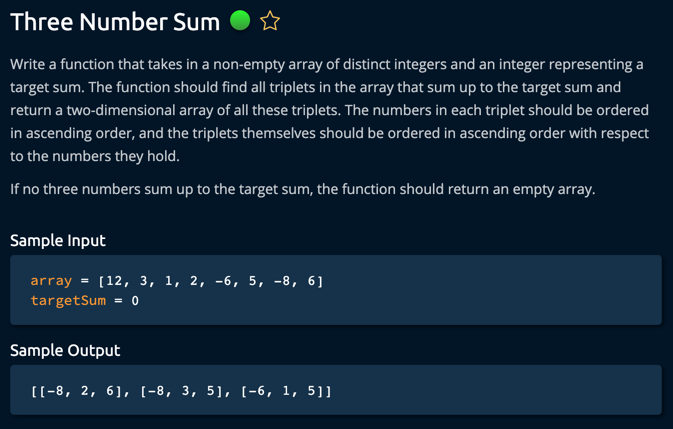 Three Number Sum
Write a function that takes in a non-empty array of distinct integers and an integer representing a
target sum. The function should find all triplets in the array that sum up to the target sum and
return a two-dimensional array of all these triplets. The numbers in each triplet should be ordered
in ascending order, and the triplets themselves should be ordered in ascending order with respect
to the numbers they hold.
If no three numbers sum up to the target sum, the function should return an empty array.
Sample Input
array = [12, 3, 1, 2, -6, 5, -8, 6]
targetSum = 0
Sample Output
[[-8, 2, 6], [-8, 3, 5], [-6, 1, 5]]